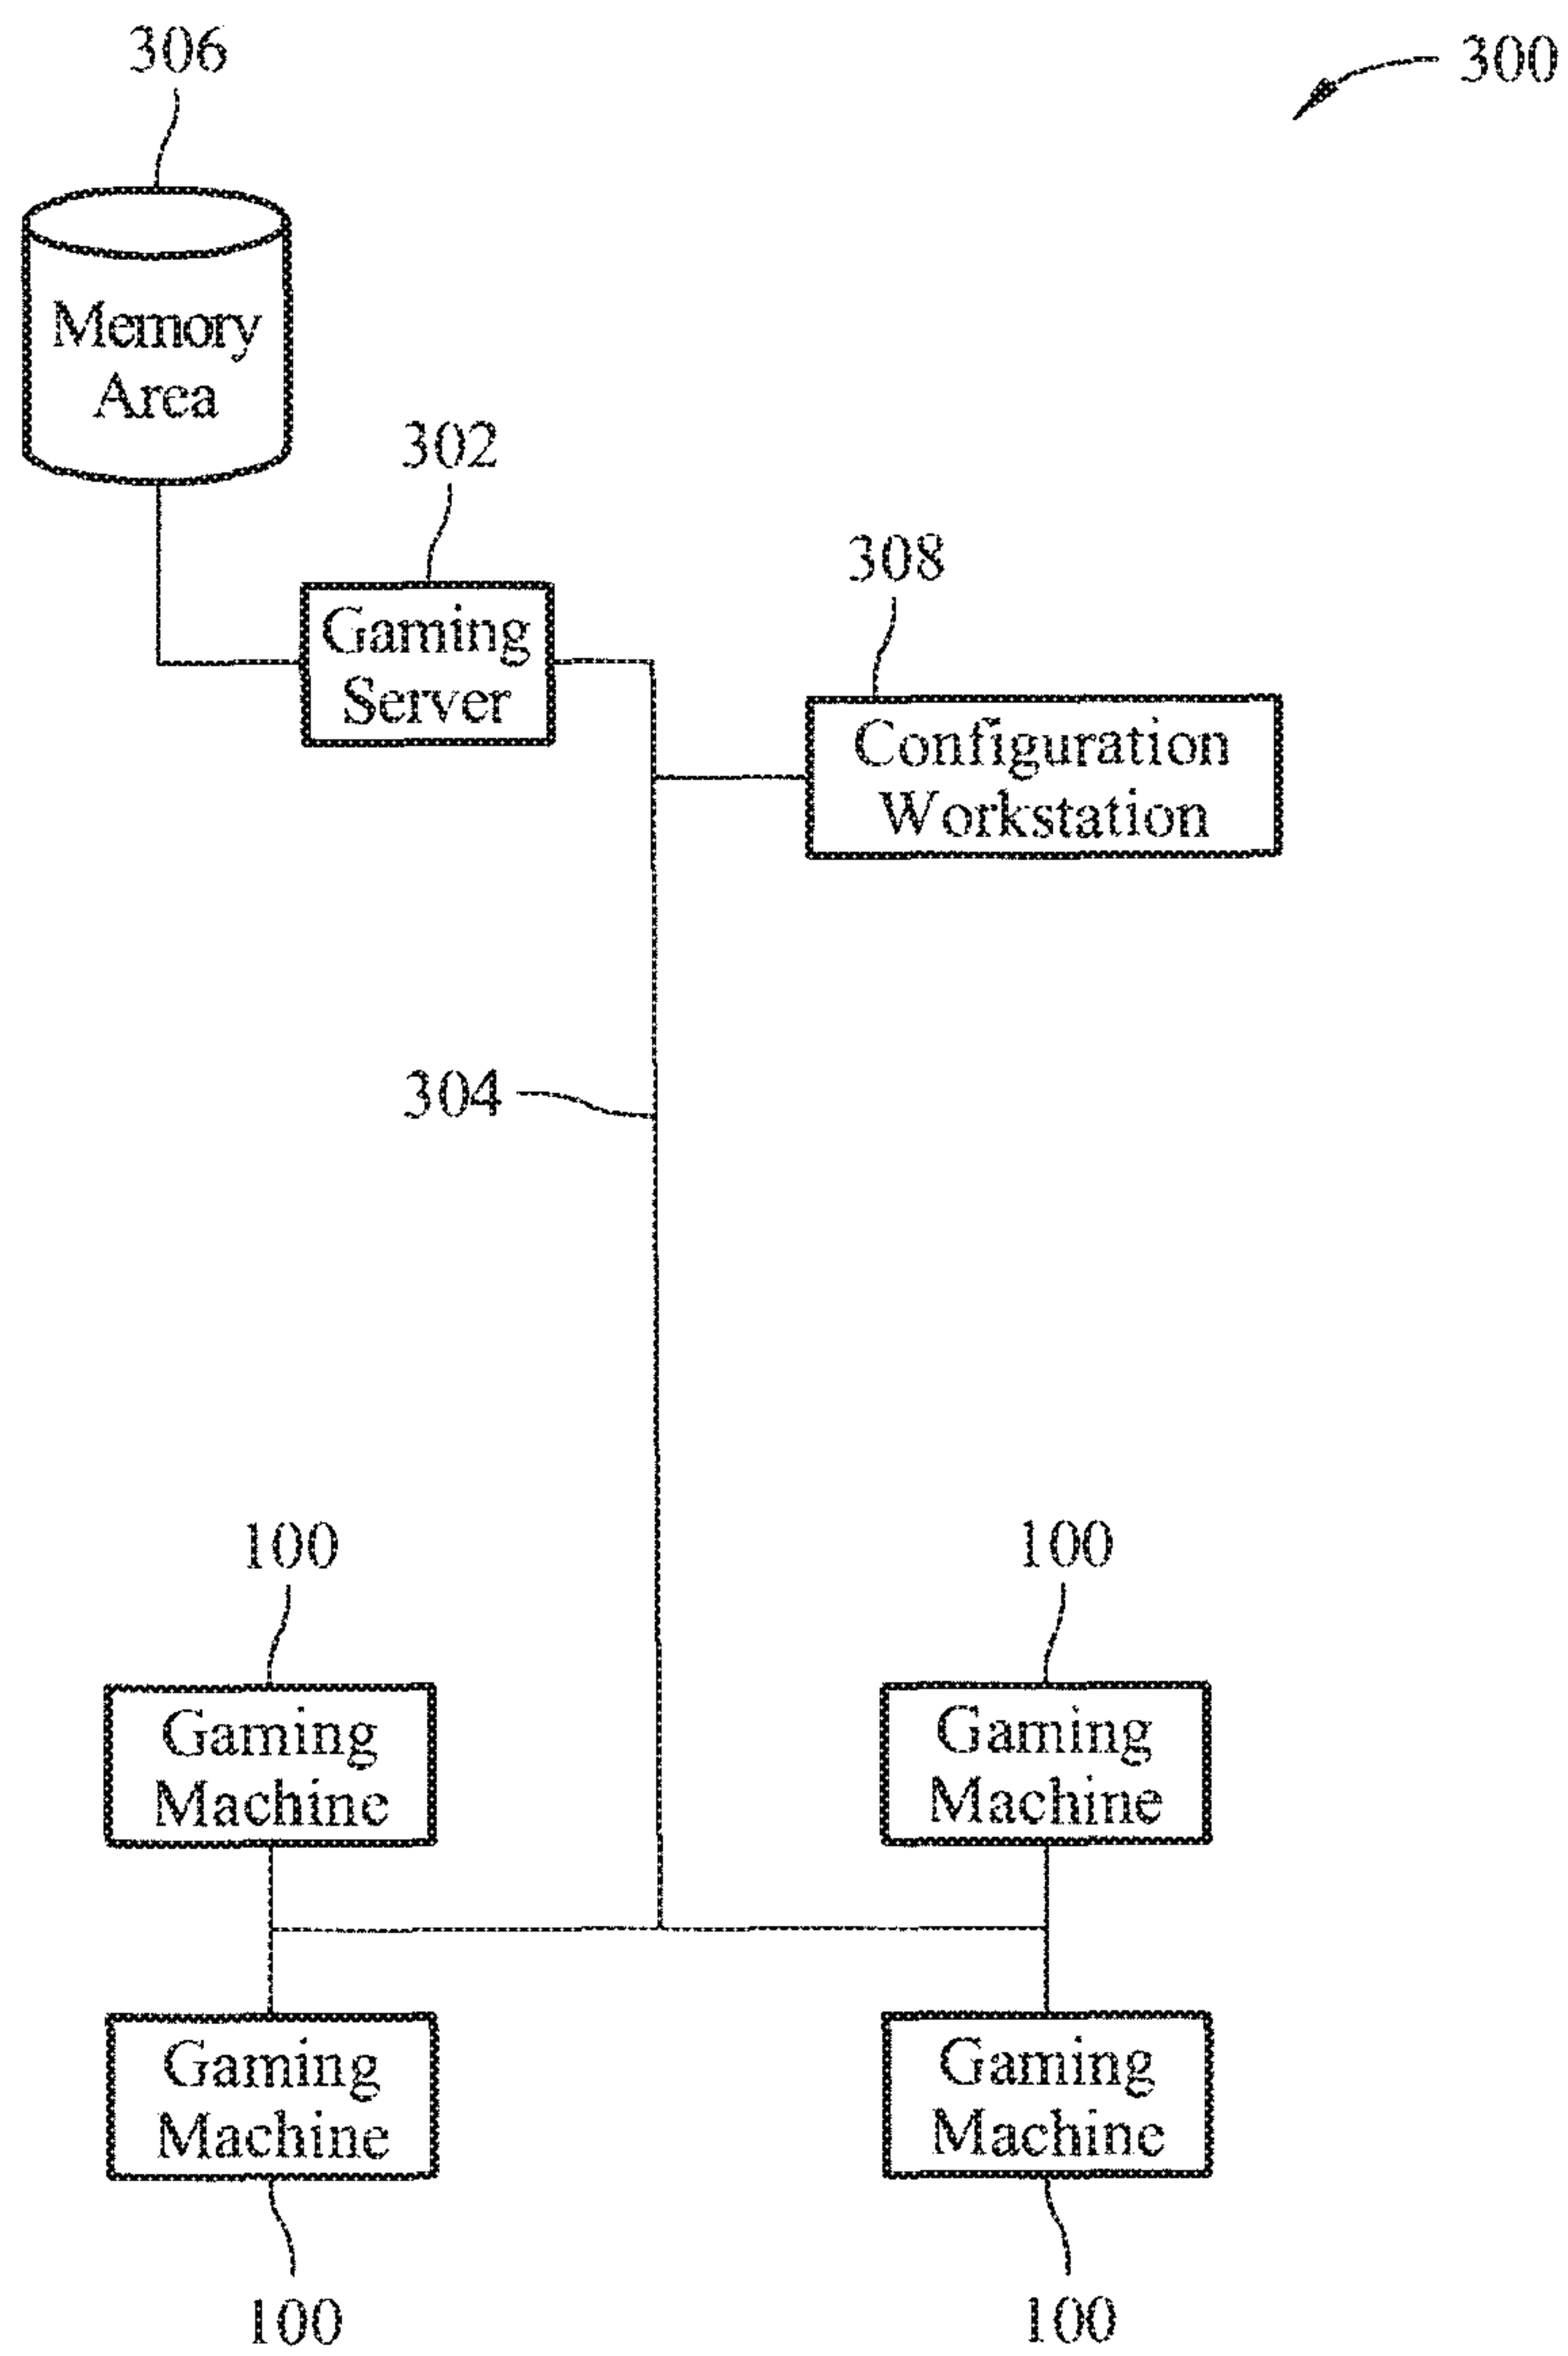 306
300
Memory
Area
302
Gaming
Server
308
Configuration
Workstation
304
100
100
Gaming
Machine
Gaming
Machine
Gaming
Machine
Gaming
Machine
100
100